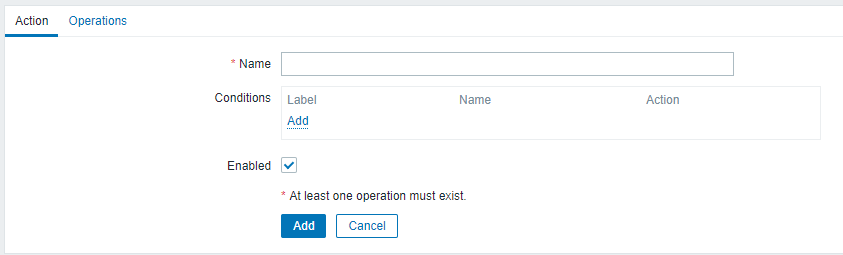 Action Operations
* Name
Conditions Label Name Action
Add
Enabled
* At least one operation must exist.
Add Cancel